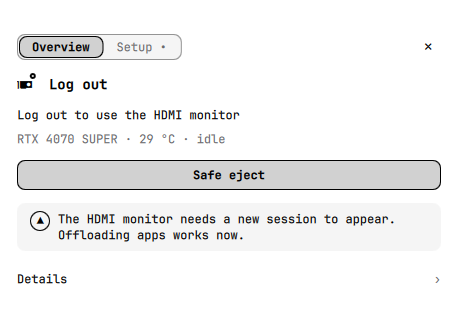 Overview Setup • ×
Log out
Log out to use the HDMI monitor
RTX 4070 SUPER · 29 °C · idle
Safe eject
The HDMI monitor needs a new session to appear.
Offloading apps works now.
Details ›